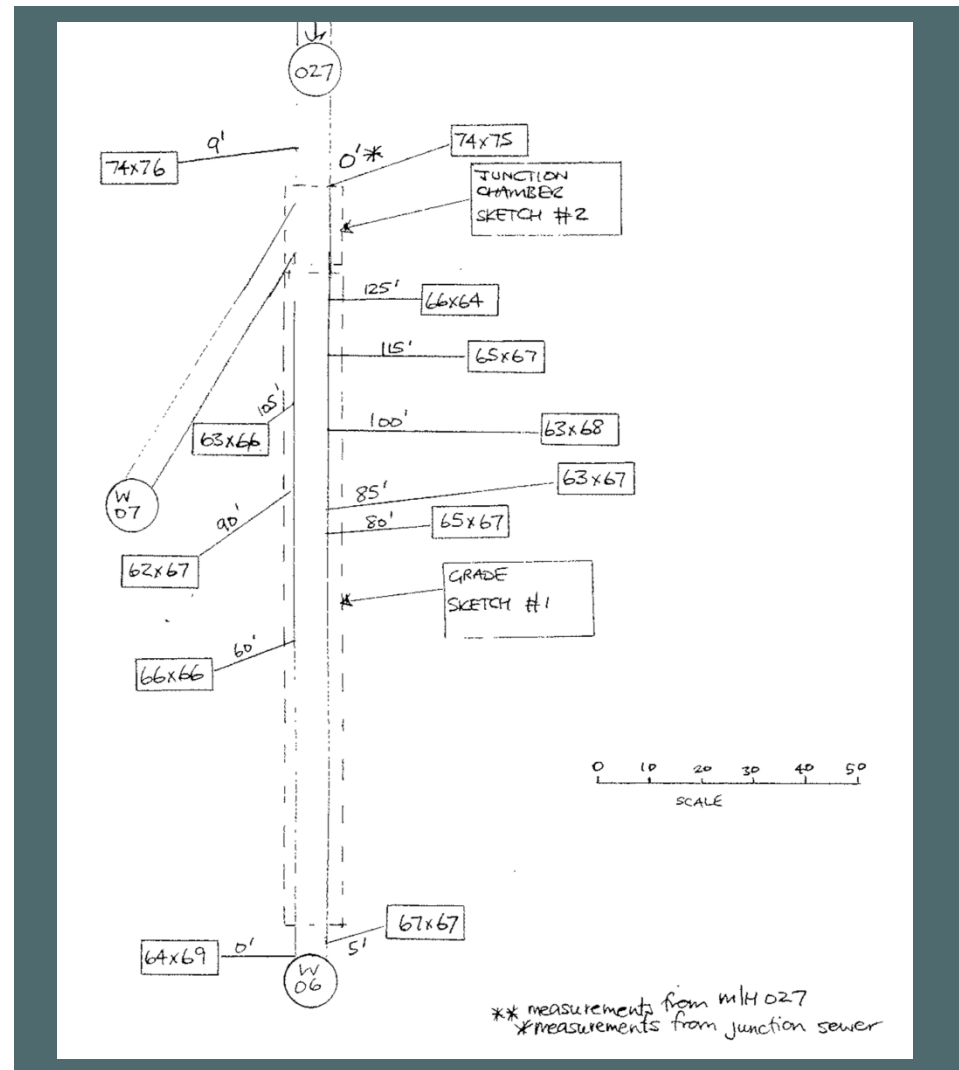 027
9'
74x76
0'*
74x75
JUNCTION
CHAMBER
SKETCH #2
125'
66x64
115'
65x67
105'
63x66
100'
63x68
85'
63x67
90'
80'
65x67
W
07
62x67
GRADE
SKETCH #1
60'
66x66
0 10 20 30 40 50
SCALE
67x67
5'
64x69
0'
W
06
** measurements from M/H 027
*measurements from junction sewer